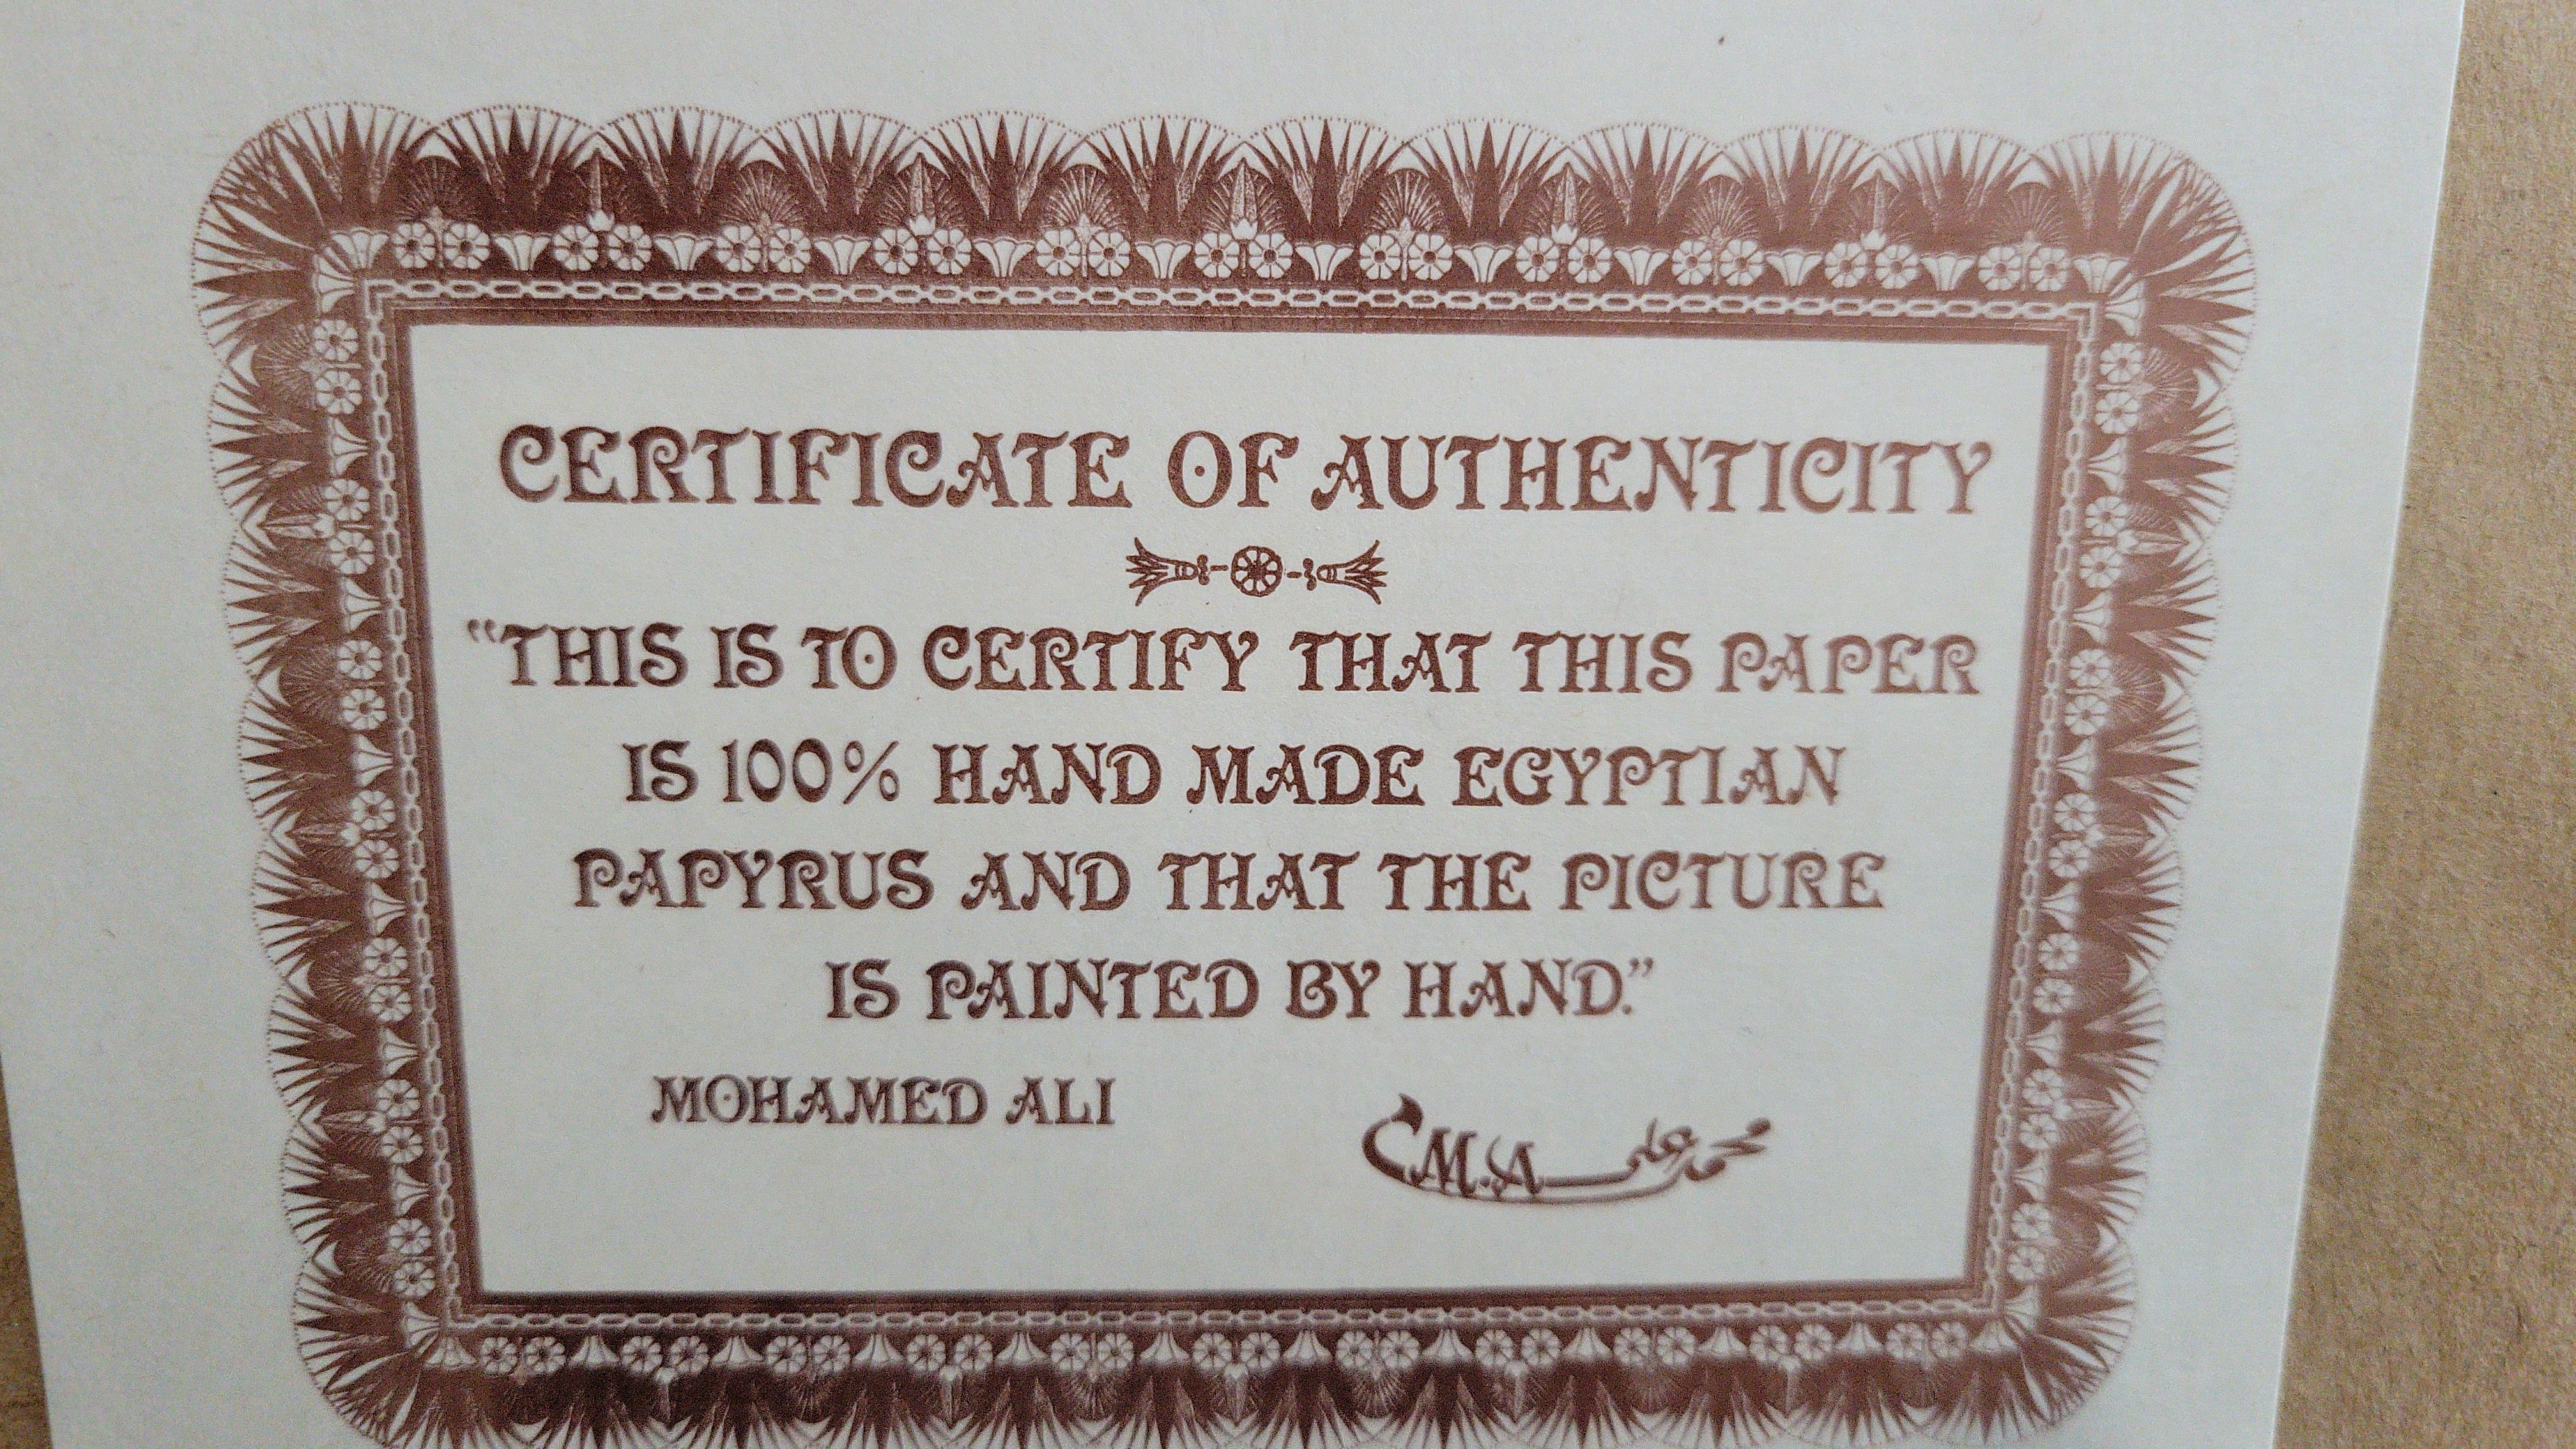 CERTIFICATE OF AUTHENTICITY
“THIS IS TO CERTIFY THAT THIS PAPER
IS 100% HAND MADE EGYPTIAN
PAPYRUS AND THAT THE PICTURE
IS PAINTED BY HAND.”
MOHAMED ALI
M.A محمد علي